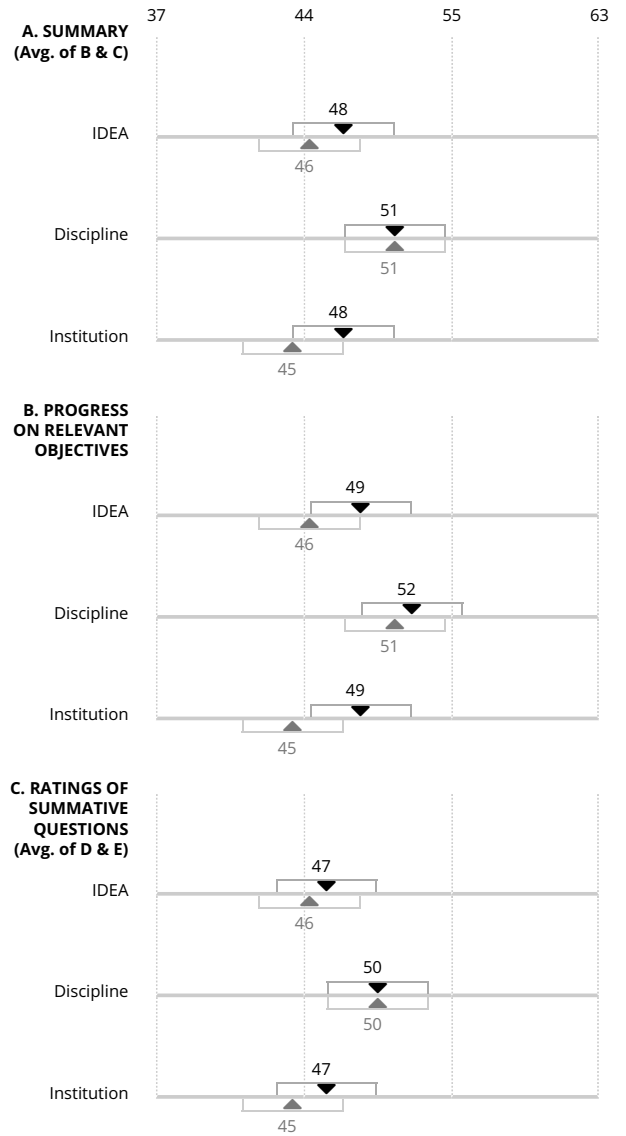 37 44 55 63
A. SUMMARY
(Avg. of B & C)
48
IDEA
46
51
Discipline
51
48
Institution
45
B. PROGRESS
ON RELEVANT
OBJECTIVES
49
IDEA
46
52
Discipline
51
49
Institution
45
C. RATINGS OF
SUMMATIVE
QUESTIONS
(Avg. of D & E)
47
IDEA
46
50
Discipline
50
47
Institution
45